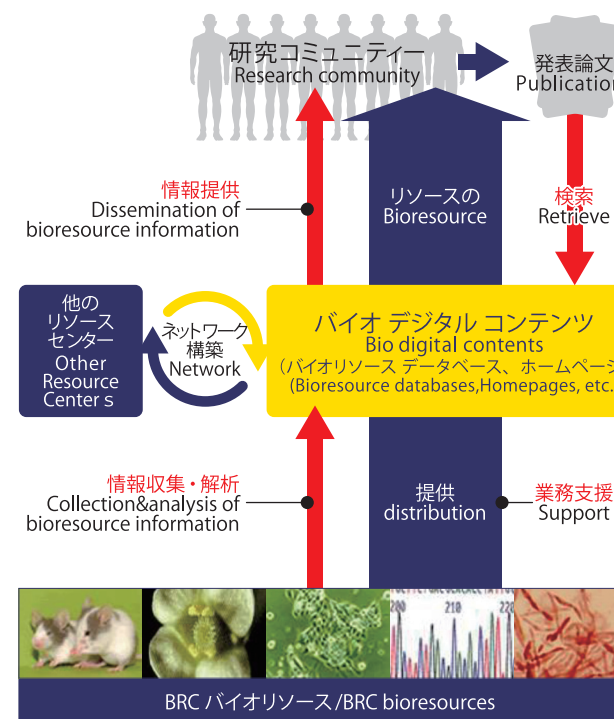 研究コミュニティー
Research community
発表論文
Publication
情報提供
Dissemination of
bioresource information
リソースの
Bioresource
検索
Retrieve
他の
リソース
センター
Other
Resource
Center s
ネットワーク
構築
Network
バイオ デジタル コンテンツ
Bio digital contents
(バイオリソース データベース、ホームページ
(Bioresource databases,Homepages, etc.
情報収集・解析
Collection&analysis of
bioresource information
提供
distribution
業務支援
Support
200 210 220
BRC バイオリソース/BRC bioresources